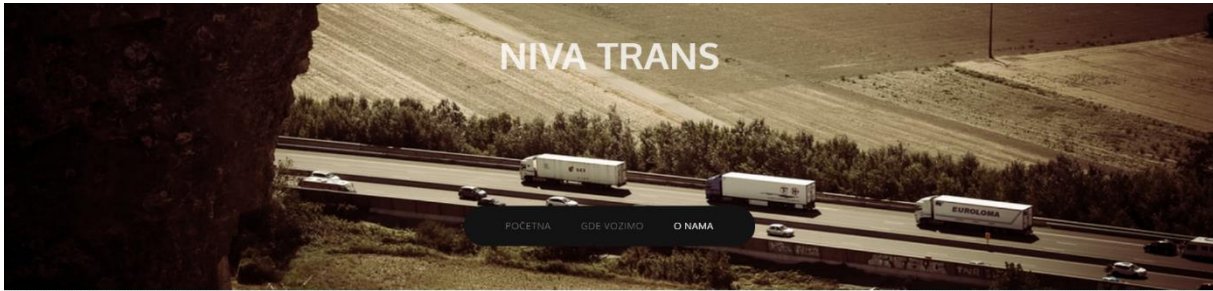 NIVA TRANS
EUROLOMA
POČETNA
GDE VOZIMO
O NAMA